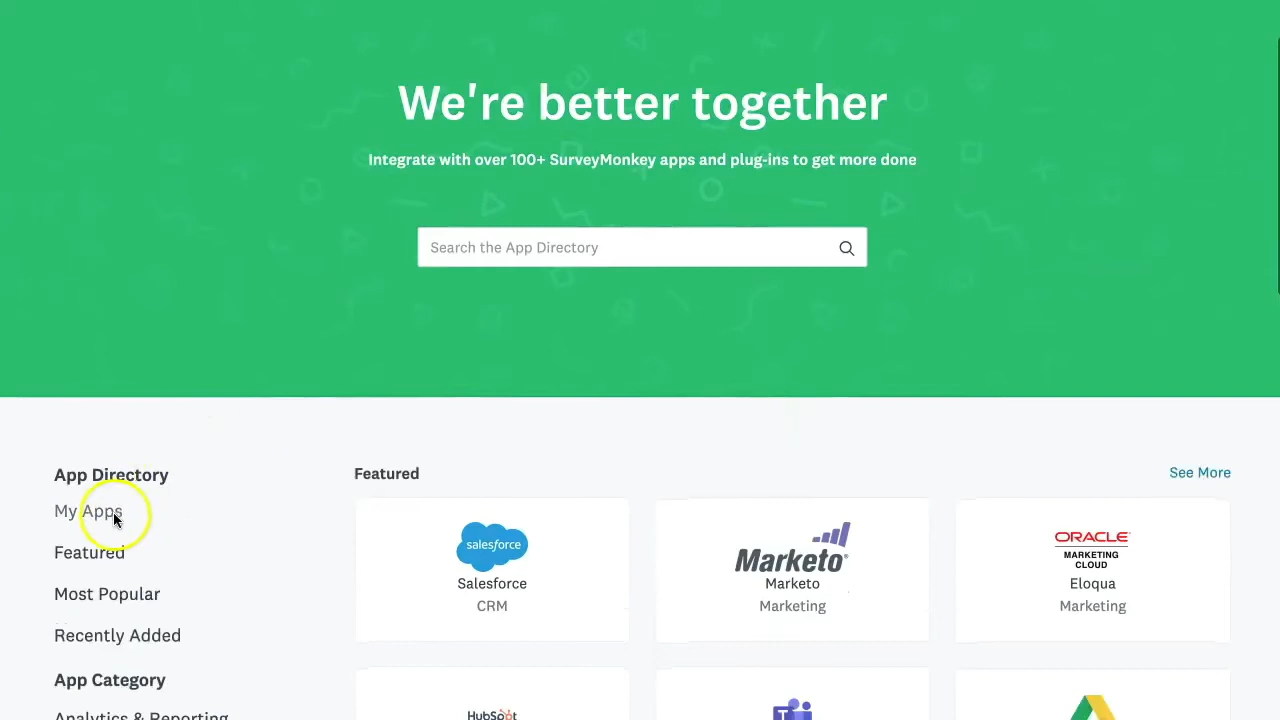 We're better together
Integrate with over 100+ SurveyMonkey apps and plug-ins to get more done
Search the App Directory
App Directory
My Apps
Featured
Most Popular
Recently Added
App Category
Analytics & Reporting
Featured
See More
salesforce
Salesforce
CRM
Marketo
Marketo
Marketing
ORACLE
MARKETING
CLOUD
Eloqua
Marketing
HubSpot
T